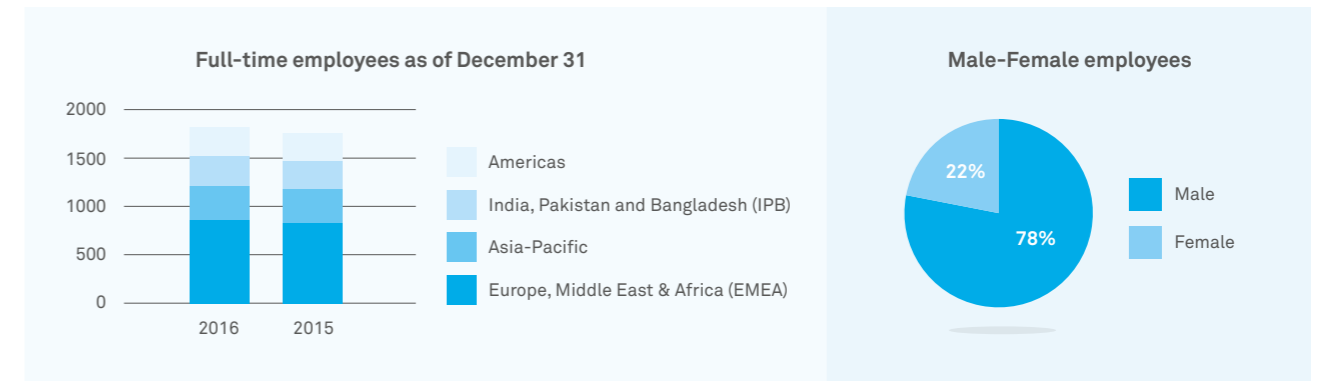 Full-time employees as of December 31
2000
1500
1000
500
0
2016
2015
Americas
India, Pakistan and Bangladesh (IPB)
Asia-Pacific
Europe, Middle East & Africa (EMEA)
Male-Female employees
22%
78%
Male
Female